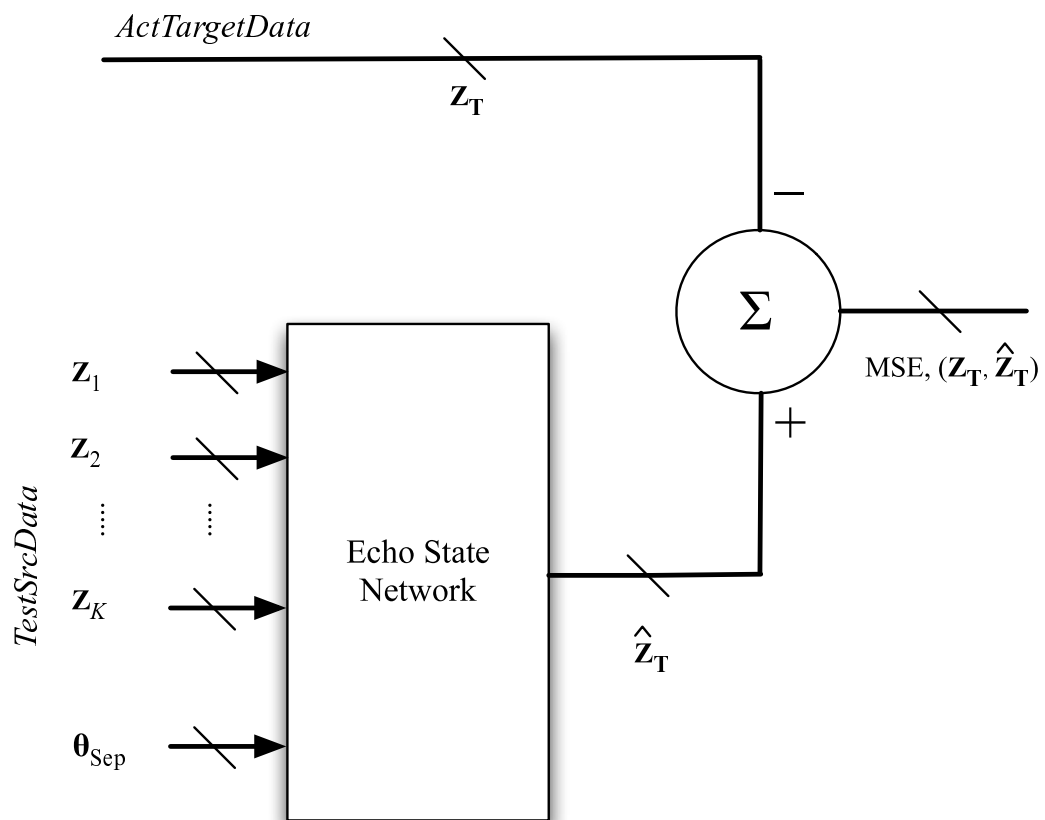 ActTargetData
Z_T
−
Σ
MSE, (Z_T, Ẑ_T)
+
Z_1
Z_2
TestSrcData
Z_K
θ_Sep
Echo State
Network
Ẑ_T